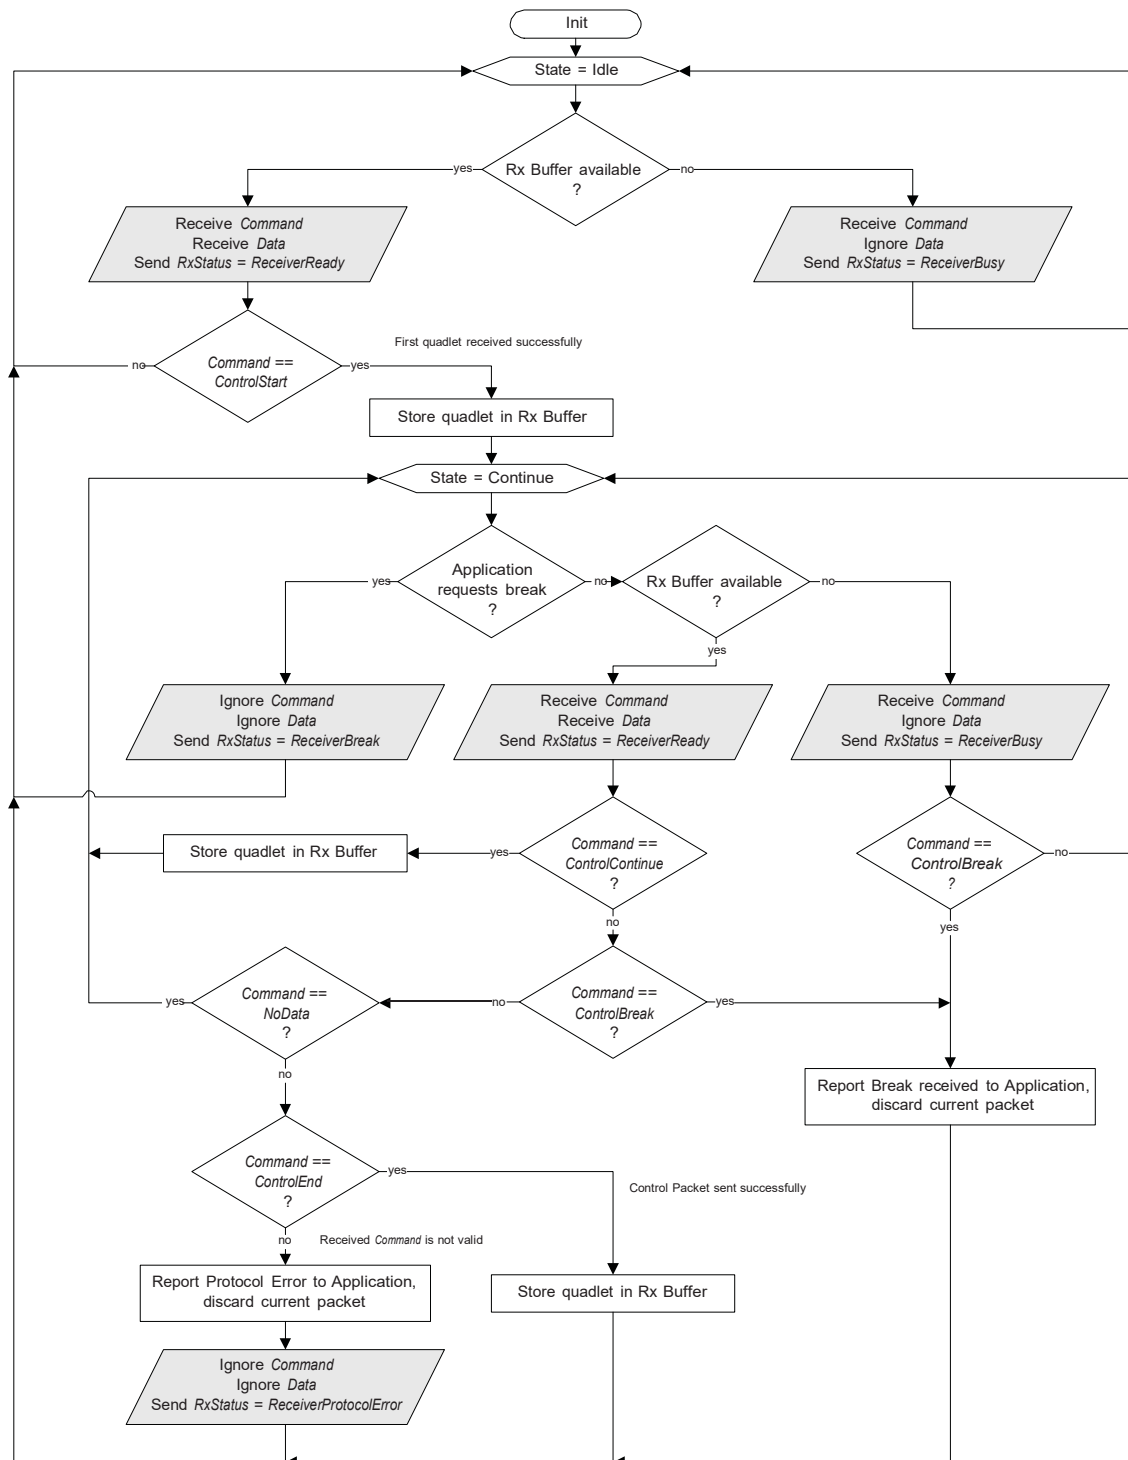 Init
State = Idle
Rx Buffer available
?
yes
no
Receive Command
Receive Data
Send RxStatus = ReceiverReady
Receive Command
Ignore Data
Send RxStatus = ReceiverBusy
First quadlet received successfully
Command ==
ControlStart
no
yes
Store quadlet in Rx Buffer
State = Continue
Application
requests break
?
yes
no
Rx Buffer available
?
no
yes
Ignore Command
Ignore Data
Send RxStatus = ReceiverBreak
Receive Command
Receive Data
Send RxStatus = ReceiverReady
Receive Command
Ignore Data
Send RxStatus = ReceiverBusy
Store quadlet in Rx Buffer
yes
Command ==
ControlContinue
?
no
Command ==
ControlBreak
?
no
yes
yes
Command ==
NoData
?
no
no
Command ==
ControlBreak
?
yes
Report Break received to Application,
discard current packet
Command ==
ControlEnd
?
yes
Control Packet sent successfully
no
Received Command is not valid
Report Protocol Error to Application,
discard current packet
Store quadlet in Rx Buffer
Ignore Command
Ignore Data
Send RxStatus = ReceiverProtocolError